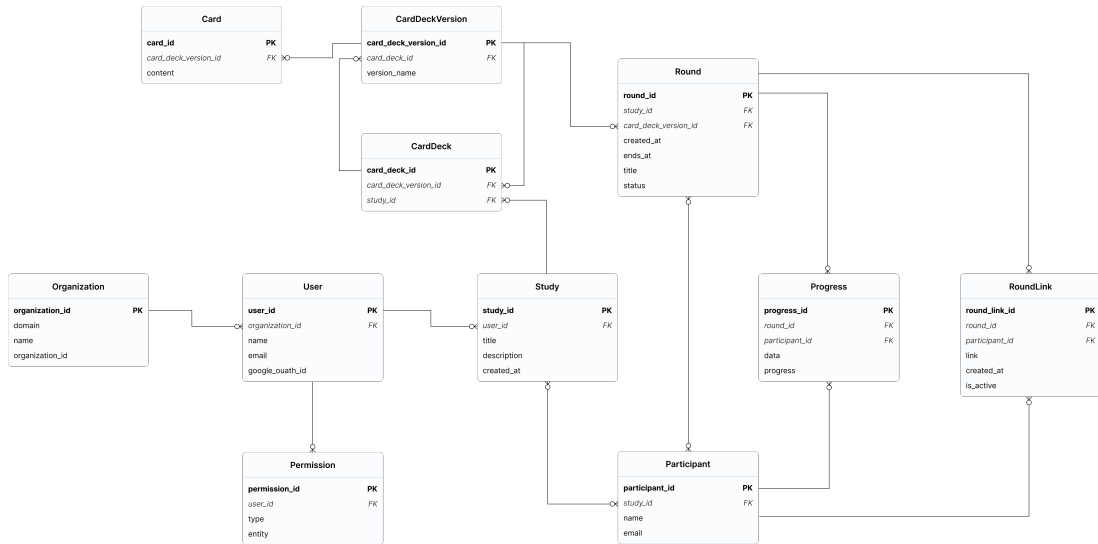 Card
card_id PK
card_deck_version_id FK
content
CardDeckVersion
card_deck_version_id PK
card_deck_id FK
version_name
CardDeck
card_deck_id PK
card_deck_version_id FK
study_id FK
Round
round_id PK
study_id FK
card_deck_version_id FK
created_at
ends_at
title
status
Organization
organization_id PK
domain
name
organization_id
User
user_id PK
organization_id FK
name
email
google_ouath_id
Study
study_id PK
user_id FK
title
description
created_at
Progress
progress_id PK
round_id FK
participant_id FK
data
progress
RoundLink
round_link_id PK
round_id FK
participant_id FK
link
created_at
is_active
Permission
permission_id PK
user_id FK
type
entity
Participant
participant_id PK
study_id FK
name
email